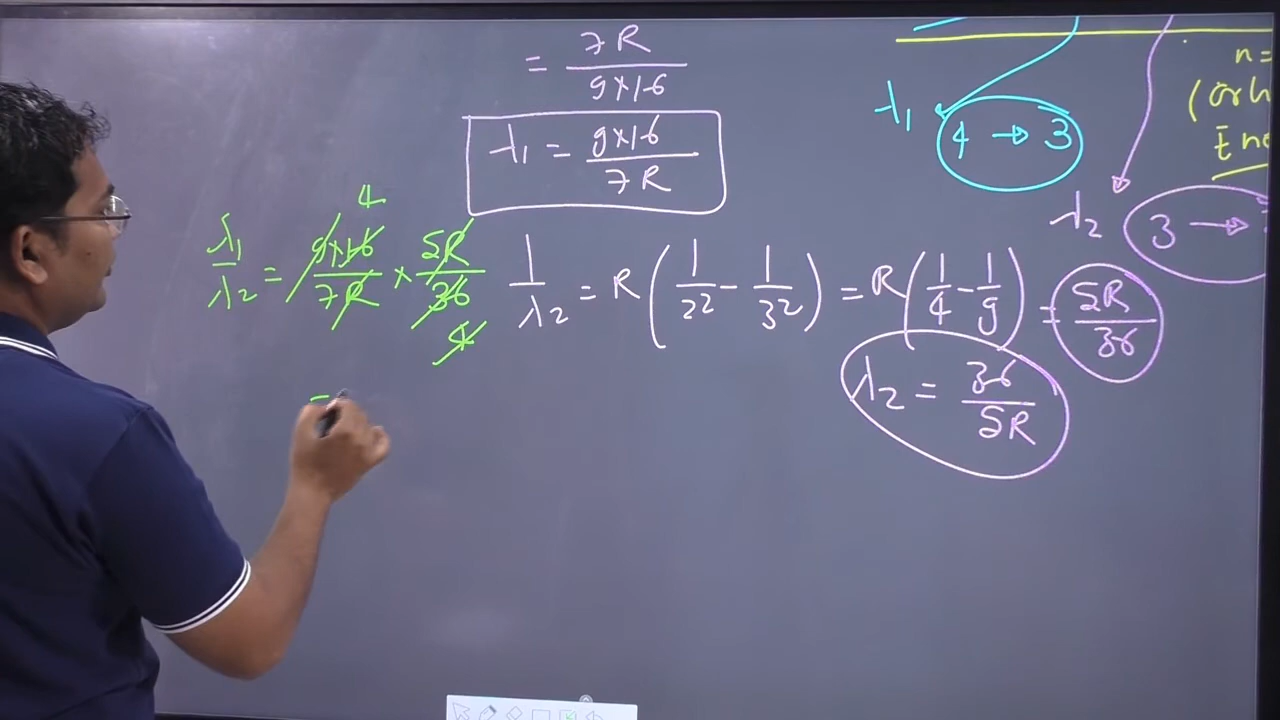 = 7R / 9×16
λ₁ = 9×16 / 7R
λ₁
4 → 3
n=
(Orb
Ene
λ₂
3 →
λ₁/λ₂ = 9×16/7R × 5R/36
4
4
1/λ₂ = R(1/2² - 1/3²) = R(1/4 - 1/9) = 5R/36
λ₂ = 36/5R
=